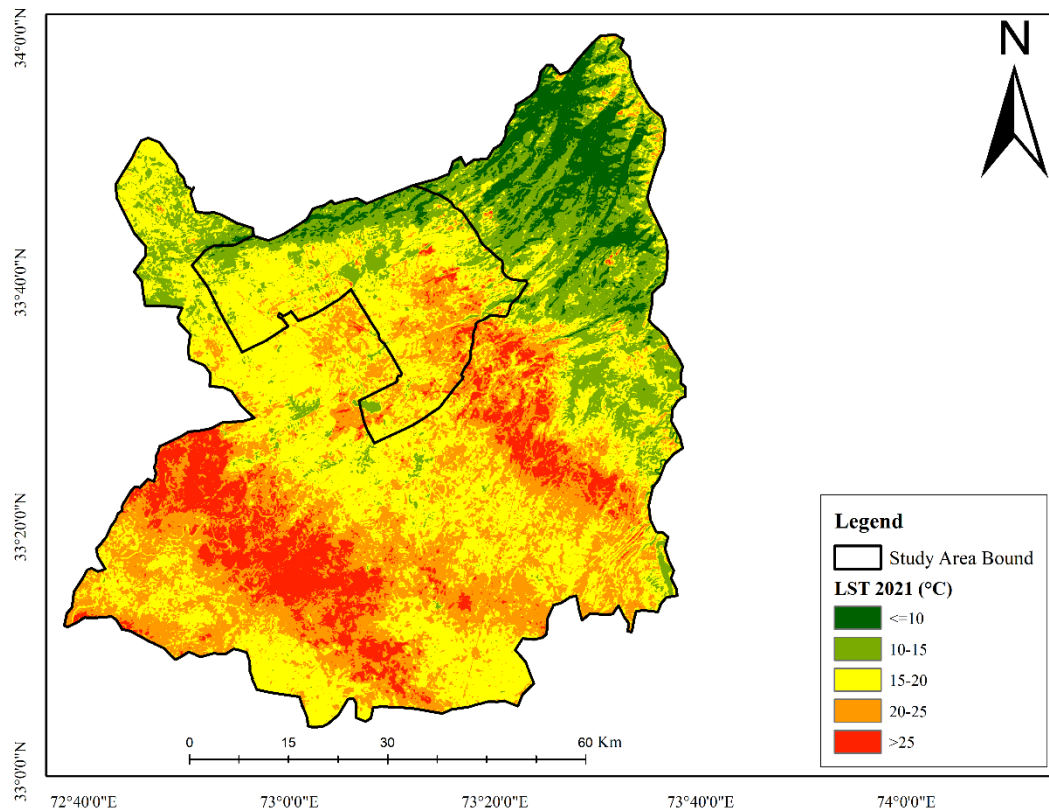 N
34°0'0"N
33°40'0"N
33°20'0"N
33°0'0"N
Legend
Study Area Bound
LST 2021 (°C)
<=10
10-15
15-20
20-25
>25
0 15 30 60 Km
72°40'0"E 73°0'0"E 73°20'0"E 73°40'0"E 74°0'0"E